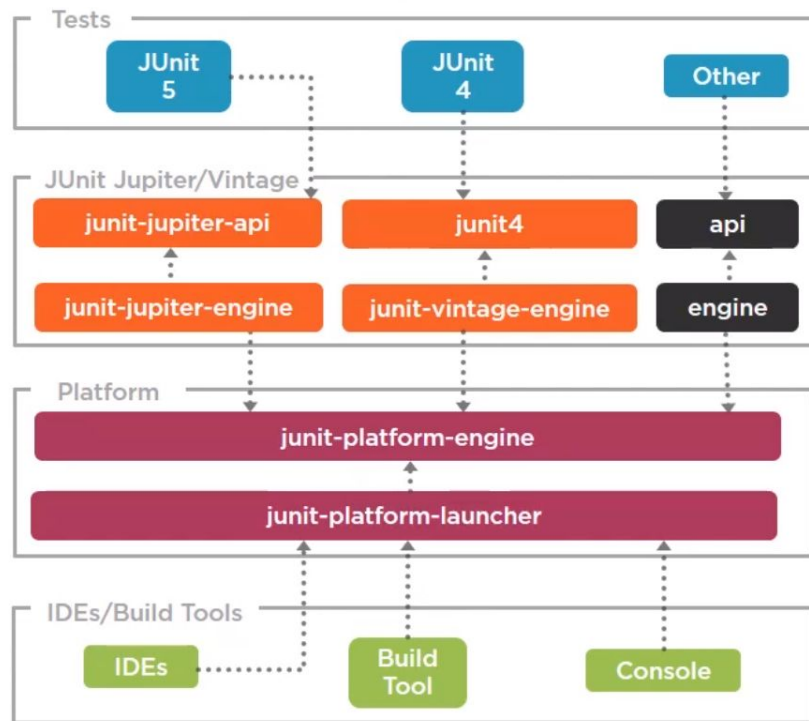 Tests
JUnit
5
JUnit
4
Other
JUnit Jupiter/Vintage
junit-jupiter-api
junit4
api
junit-jupiter-engine
junit-vintage-engine
engine
Platform
junit-platform-engine
junit-platform-launcher
IDEs/Build Tools
IDEs
Build
Tool
Console